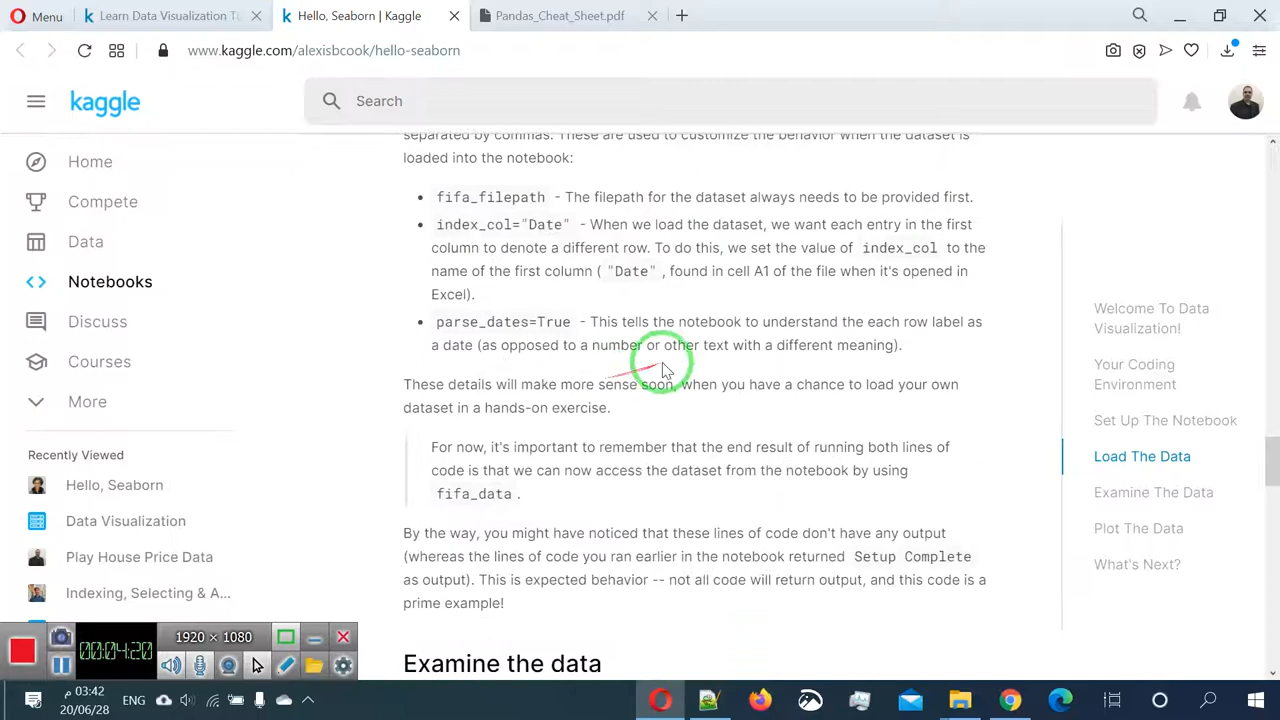 Menu
Learn Data Visualization Tu
Hello, Seaborn | Kaggle
Pandas_Cheat_Sheet.pdf
www.kaggle.com/alexisbcook/hello-seaborn
kaggle
Search
Home
Compete
Data
Notebooks
Discuss
Courses
More
Recently Viewed
Hello, Seaborn
Data Visualization
Play House Price Data
Indexing, Selecting & A...
separated by commas. These are used to customize the behavior when the dataset is
loaded into the notebook:
fifa_filepath - The filepath for the dataset always needs to be provided first.
index_col="Date" - When we load the dataset, we want each entry in the first
column to denote a different row. To do this, we set the value of index_col to the
name of the first column ( "Date" , found in cell A1 of the file when it's opened in
Excel).
parse_dates=True - This tells the notebook to understand the each row label as
a date (as opposed to a number or other text with a different meaning).
These details will make more sense soon, when you have a chance to load your own
dataset in a hands-on exercise.
For now, it's important to remember that the end result of running both lines of
code is that we can now access the dataset from the notebook by using
fifa_data .
By the way, you might have noticed that these lines of code don't have any output
(whereas the lines of code you ran earlier in the notebook returned Setup Complete
as output). This is expected behavior -- not all code will return output, and this code is a
prime example!
Examine the data
Welcome To Data
Visualization!
Your Coding
Environment
Set Up The Notebook
Load The Data
Examine The Data
Plot The Data
What's Next?
00:04:20
1920 × 1080
03:42 م
20/06/28
ENG